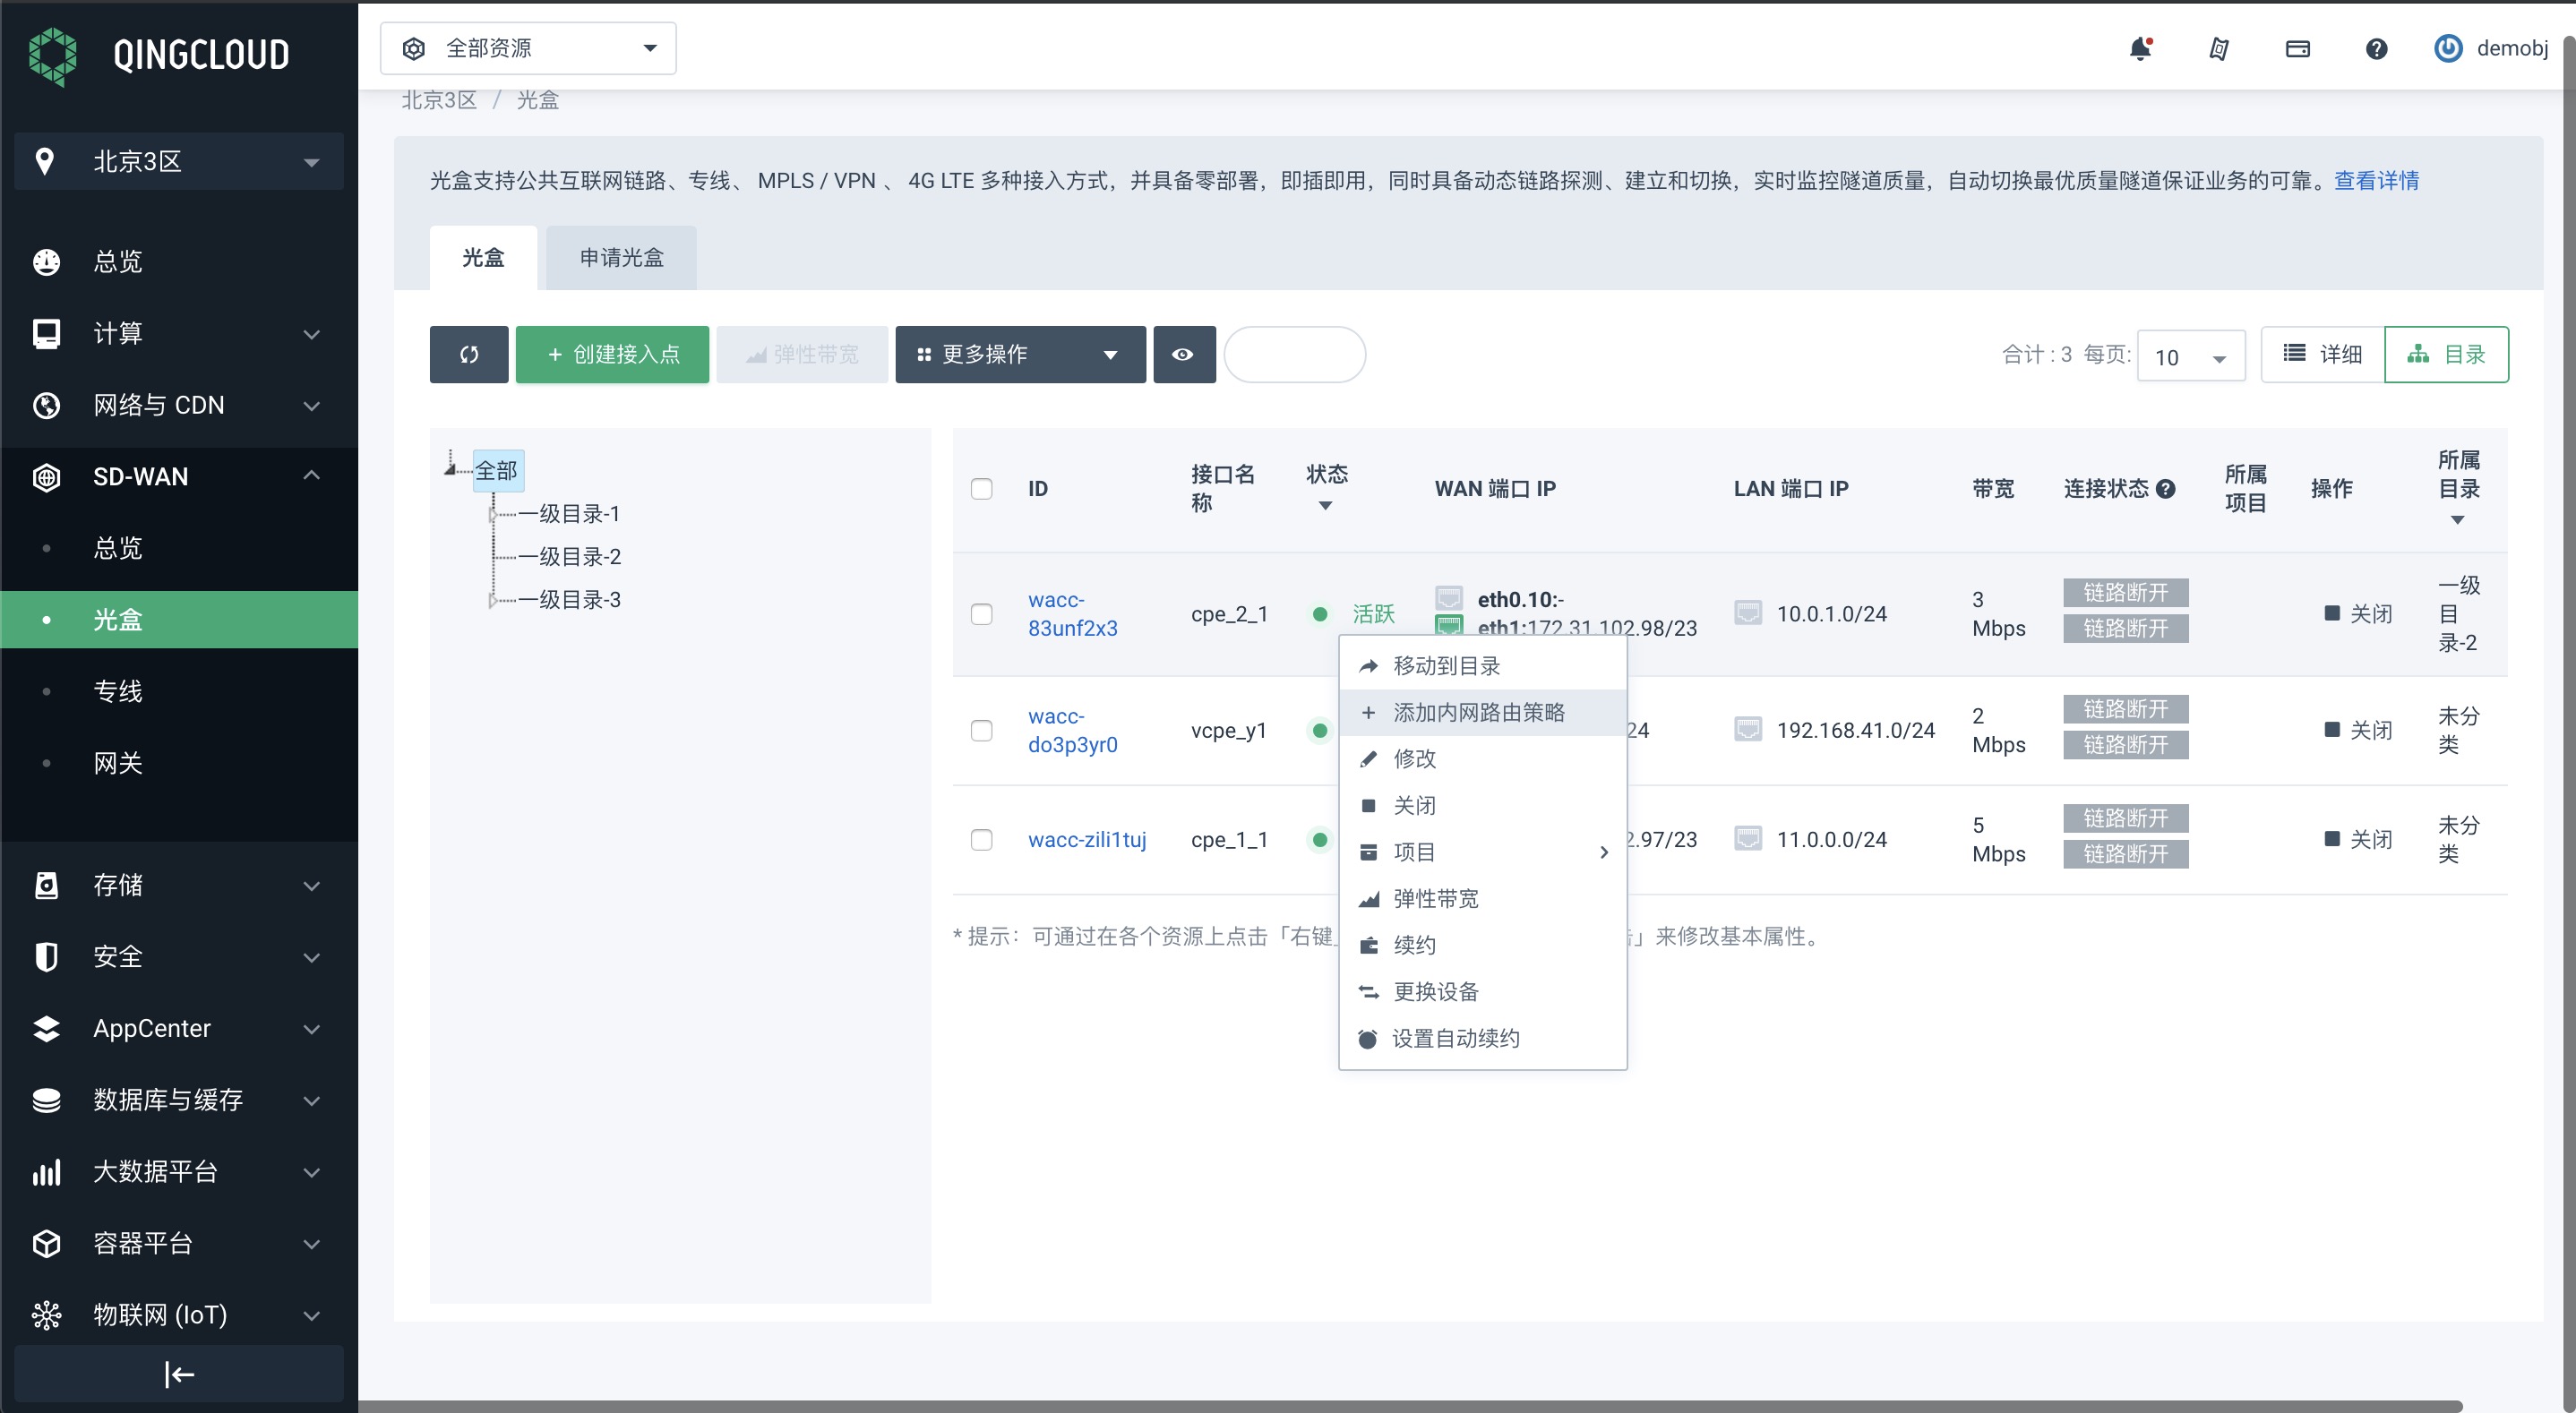 QINGCLOUD
全部资源
demobj
北京3区
北京3区 / 光盒
光盒支持公共互联网链路、专线、 MPLS / VPN 、 4G LTE 多种接入方式，并具备零部署，即插即用，同时具备动态链路探测、建立和切换，实时监控隧道质量，自动切换最优质量隧道保证业务的可靠。查看详情
光盒
申请光盒
总览
计算
网络与 CDN
SD-WAN
总览
光盒
专线
网关
存储
安全
AppCenter
数据库与缓存
大数据平台
容器平台
物联网 (IoT)
+ 创建接入点
弹性带宽
更多操作
合计 : 3 每页: 10
详细
目录
全部
一级目录-1
一级目录-2
一级目录-3
ID
接口名
称
状态
WAN 端口 IP
LAN 端口 IP
带宽
连接状态
所属
项目
操作
所属
目录
wacc-
83unf2x3
cpe_2_1
活跃
eth0.10:-
eth1:172.31.102.98/23
10.0.1.0/24
3
Mbps
链路断开
链路断开
关闭
一级
目
录-2
wacc-
do3p3yr0
vcpe_y1
24
192.168.41.0/24
2
Mbps
链路断开
链路断开
关闭
未分
类
wacc-zili1tuj
cpe_1_1
2.97/23
11.0.0.0/24
5
Mbps
链路断开
链路断开
关闭
未分
类
* 提示：可通过在各个资源上点击「右键
」来修改基本属性。
移动到目录
+ 添加内网路由策略
修改
关闭
项目
弹性带宽
续约
更换设备
设置自动续约